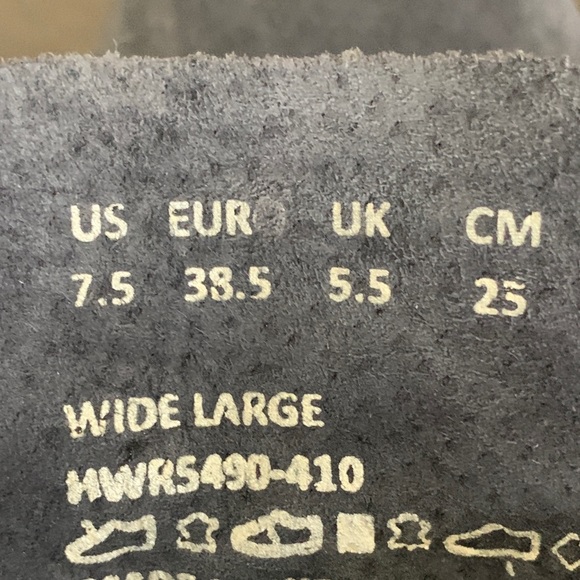 US EUR UK CM
7.5 38.5 5.5 25
WIDE LARGE
HWR5490-410